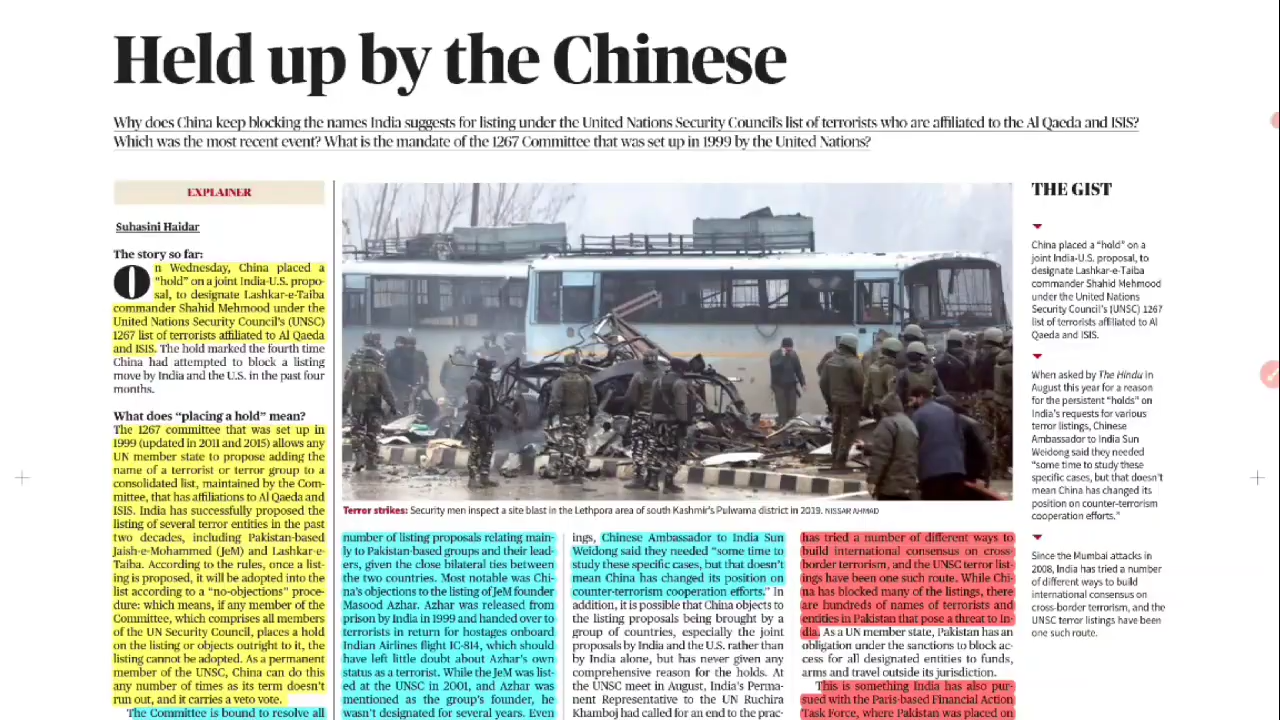 Held up by the Chinese
Why does China keep blocking the names India suggests for listing under the United Nations Security Council's list of terrorists who are affiliated to the Al Qaeda and ISIS?
Which was the most recent event? What is the mandate of the 1267 Committee that was set up in 1999 by the United Nations?
EXPLAINER
Suhasini Haidar
The story so far:
On Wednesday, China placed a
"hold" on a joint India-U.S. propo-
sal, to designate Lashkar-e-Taiba
commander Shahid Mehmood under the
United Nations Security Council's (UNSC)
1267 list of terrorists affiliated to Al Qaeda
and ISIS. The hold marked the fourth time
China had attempted to block a listing
move by India and the U.S. in the past four
months.
What does "placing a hold" mean?
The 1267 committee that was set up in
1999 (updated in 2011 and 2015) allows any
UN member state to propose adding the
name of a terrorist or terror group to a
consolidated list, maintained by the Com-
mittee, that has affiliations to Al Qaeda and
ISIS. India has successfully proposed the
listing of several terror entities in the past
two decades, including Pakistan-based
Jaish-e-Mohammed (JeM) and Lashkar-e-
Taiba. According to the rules, once a list-
ing is proposed, it will be adopted into the
list according to a "no-objections" proce-
dure: which means, if any member of the
Committee, which comprises all members
of the UN Security Council, places a hold
on the listing or objects outright to it, the
listing cannot be adopted. As a permanent
member of the UNSC, China can do this
any number of times as its term doesn't
run out, and it carries a veto vote.
The Committee is bound to resolve all
Terror strikes: Security men inspect a site blast in the Lethpora area of south Kashmir's Pulwama district in 2019. NISSAR AHMAD
number of listing proposals relating main-
ly to Pakistan-based groups and their lead-
ers, given the close bilateral ties between
the two countries. Most notable was Chi-
na's objections to the listing of JeM founder
Masood Azhar. Azhar was released from
prison by India in 1999 and handed over to
terrorists in return for hostages onboard
Indian Airlines flight IC-814, which should
have left little doubt about Azhar's own
status as a terrorist. While the JeM was list-
ed at the UNSC in 2001, and Azhar was
mentioned as the group's founder, he
wasn't designated for several years. Even
ings, Chinese Ambassador to India Sun
Weidong said they needed "some time to
study these specific cases, but that doesn't
mean China has changed its position on
counter-terrorism cooperation efforts." In
addition, it is possible that China objects to
the listing proposals being brought by a
group of countries, especially the joint
proposals by India and the U.S. rather than
by India alone, but has never given any
comprehensive reason for the holds. At
the UNSC meet in August, India's Perma-
nent Representative to the UN Ruchira
Khamboj had called for an end to the prac-
has tried a number of different ways to
build international consensus on cross-
border terrorism, and the UNSC terror list-
ings have been one such route. While Chi-
na has blocked many of the listings, there
are hundreds of names of terrorists and
entities in Pakistan that pose a threat to In-
dia. As a UN member state, Pakistan has an
obligation under the sanctions to block ac-
cess for all designated entities to funds,
arms and travel outside its jurisdiction.
This is something India has also pur-
sued with the Paris-based Financial Action
Task Force, where Pakistan was placed on
THE GIST
China placed a "hold" on a
joint India-U.S. proposal, to
designate Lashkar-e-Taiba
commander Shahid Mehmood
under the United Nations
Security Council's (UNSC) 1267
list of terrorists affiliated to Al
Qaeda and ISIS.
When asked by The Hindu in
August this year for a reason
for the persistent "holds" on
India's requests for various
terror listings, Chinese
Ambassador to India Sun
Weidong said they needed
"some time to study these
specific cases, but that doesn't
mean China has changed its
position on counter-terrorism
cooperation efforts."
Since the Mumbai attacks in
2008, India has tried a number
of different ways to build
international consensus on
cross-border terrorism, and the
UNSC terror listings have been
one such route.